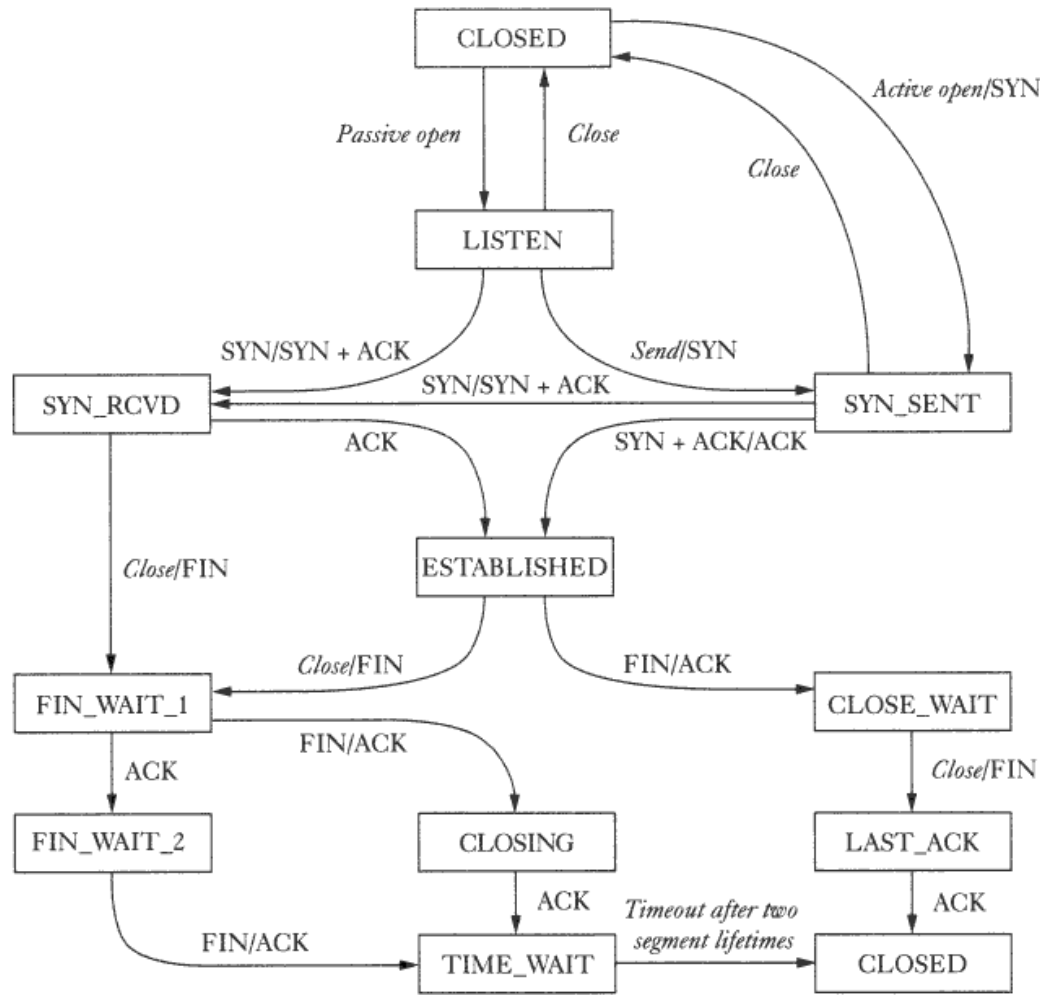 CLOSED
Active open/SYN
Passive open
Close
Close
LISTEN
SYN/SYN + ACK
Send/SYN
SYN/SYN + ACK
SYN_RCVD
SYN_SENT
ACK
SYN + ACK/ACK
ESTABLISHED
Close/FIN
Close/FIN
FIN/ACK
FIN_WAIT_1
CLOSE_WAIT
FIN/ACK
ACK
Close/FIN
FIN_WAIT_2
CLOSING
LAST_ACK
ACK
Timeout after two
segment lifetimes
ACK
FIN/ACK
TIME_WAIT
CLOSED